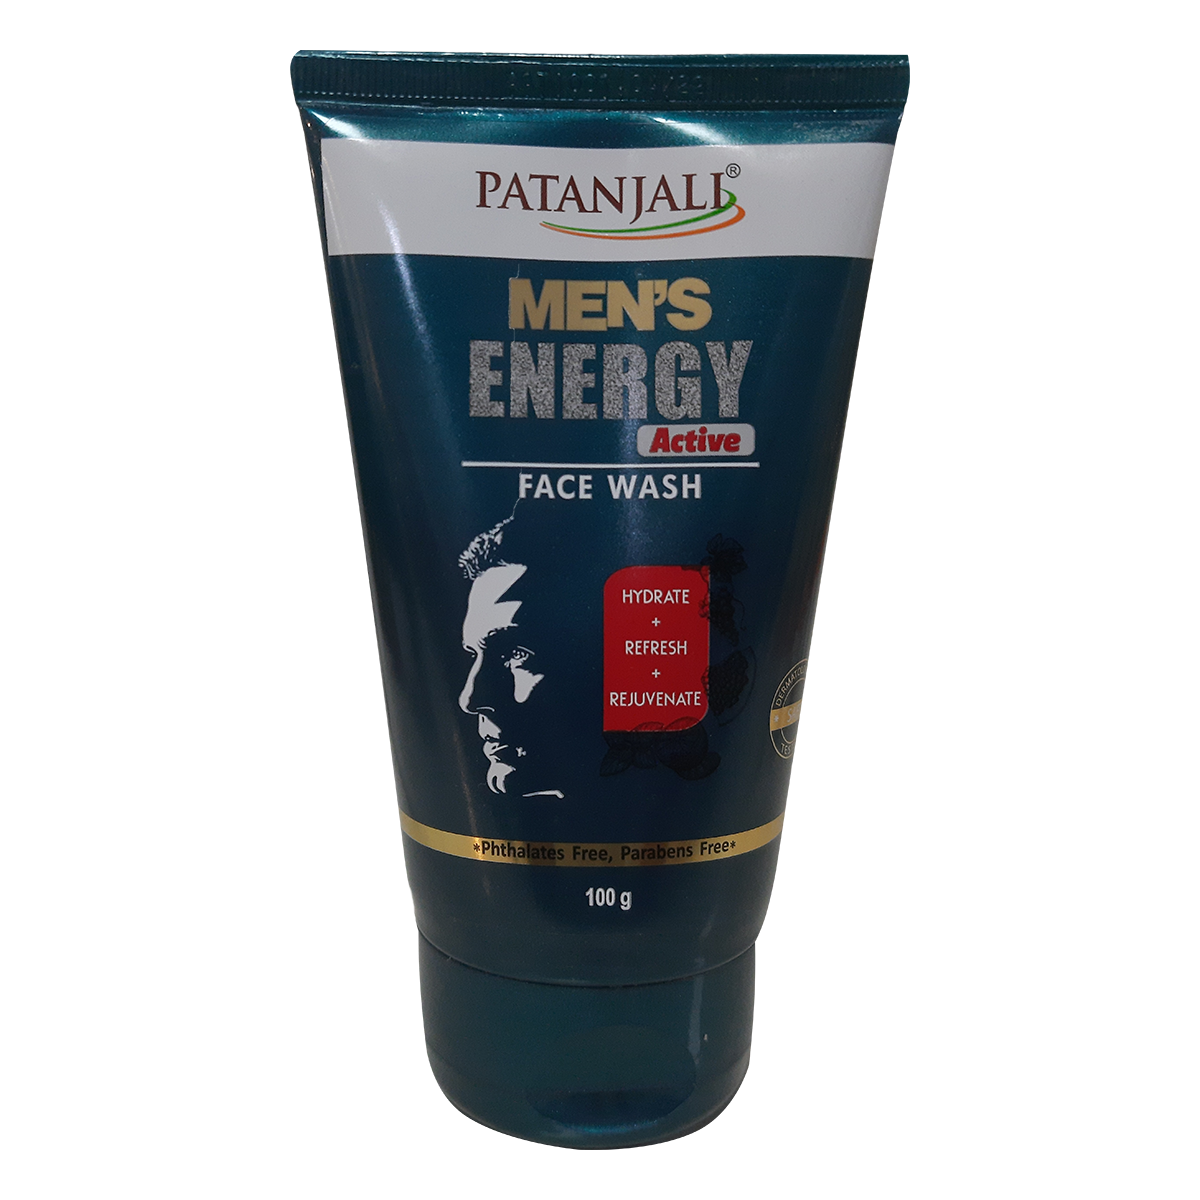 PATANJALI®
MEN'S
ENERGY
Active
FACE WASH
HYDRATE
+
REFRESH
+
REJUVENATE
*Phthalates Free, Parabens Free*
100 g